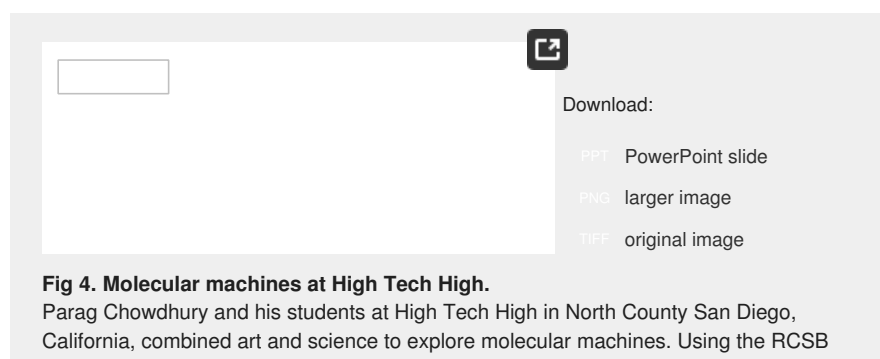 Download:
PPT PowerPoint slide
PNG larger image
TIFF original image
Fig 4. Molecular machines at High Tech High.
Parag Chowdhury and his students at High Tech High in North County San Diego,
California, combined art and science to explore molecular machines. Using the RCSB